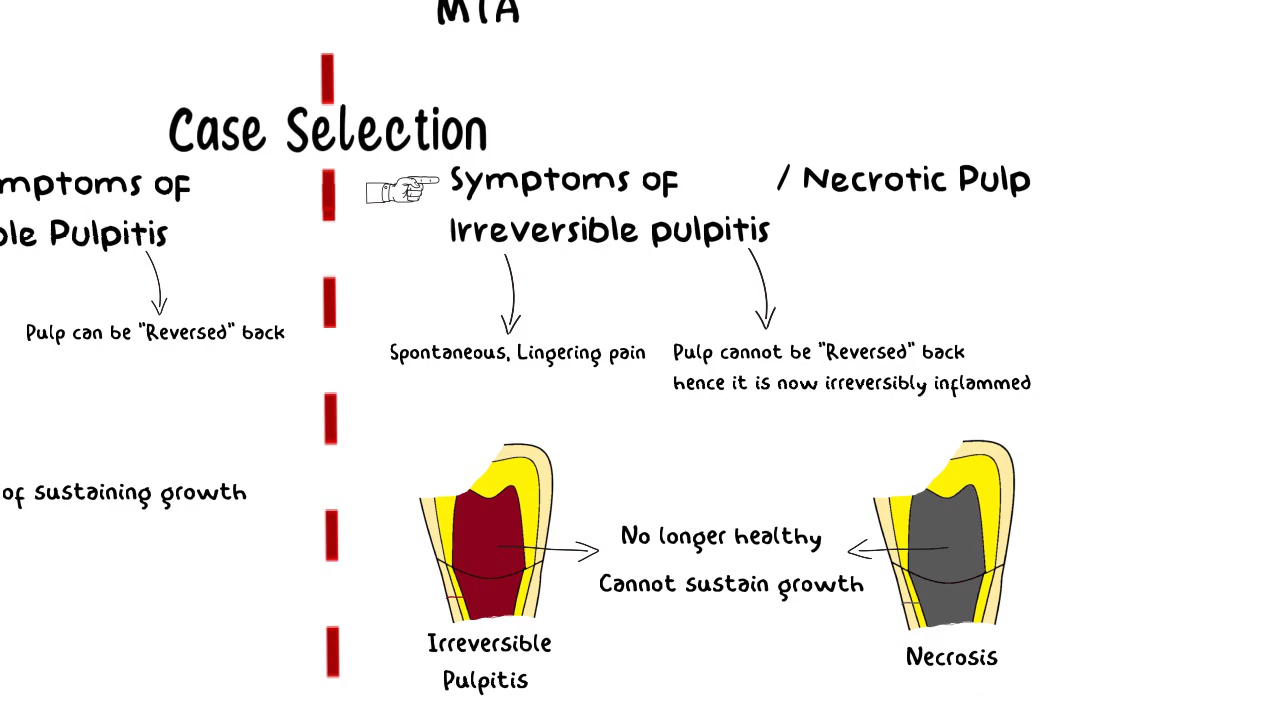 MTA
Case Selection
of
Pulpitis
Pulp can be "Reversed" back
of sustaining growth
Symptoms of / Necrotic Pulp
Irreversible pulpitis
Spontaneous, Lingering pain
Pulp cannot be "Reversed" back
hence it is now irreversibly inflammed
No longer healthy
Cannot sustain growth
Irreversible
Pulpitis
Necrosis